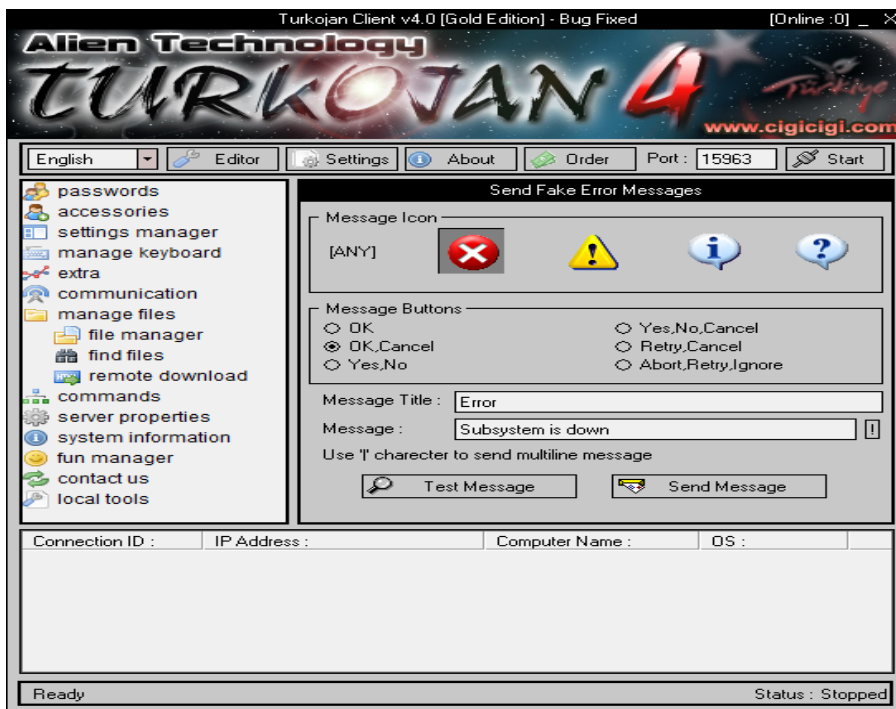 Turkojan Client v4.0 [Gold Edition] - Bug Fixed [Online :0] _ X
Alien Technology
TURKOJAN 4
Türkiye
www.cigicigi.com
English Editor Settings About Order Port : 15963 Start
passwords
accessories
settings manager
manage keyboard
extra
communication
manage files
file manager
find files
remote download
commands
server properties
system information
fun manager
contact us
local tools
Send Fake Error Messages
Message Icon
[ANY]
Message Buttons
OK Yes,No,Cancel
OK,Cancel Retry,Cancel
Yes,No Abort,Retry,Ignore
Message Title : Error
Message : Subsystem is down !
Use '|' charecter to send multiline message
Test Message Send Message
Connection ID : IP Address : Computer Name : OS :
Ready Status : Stopped